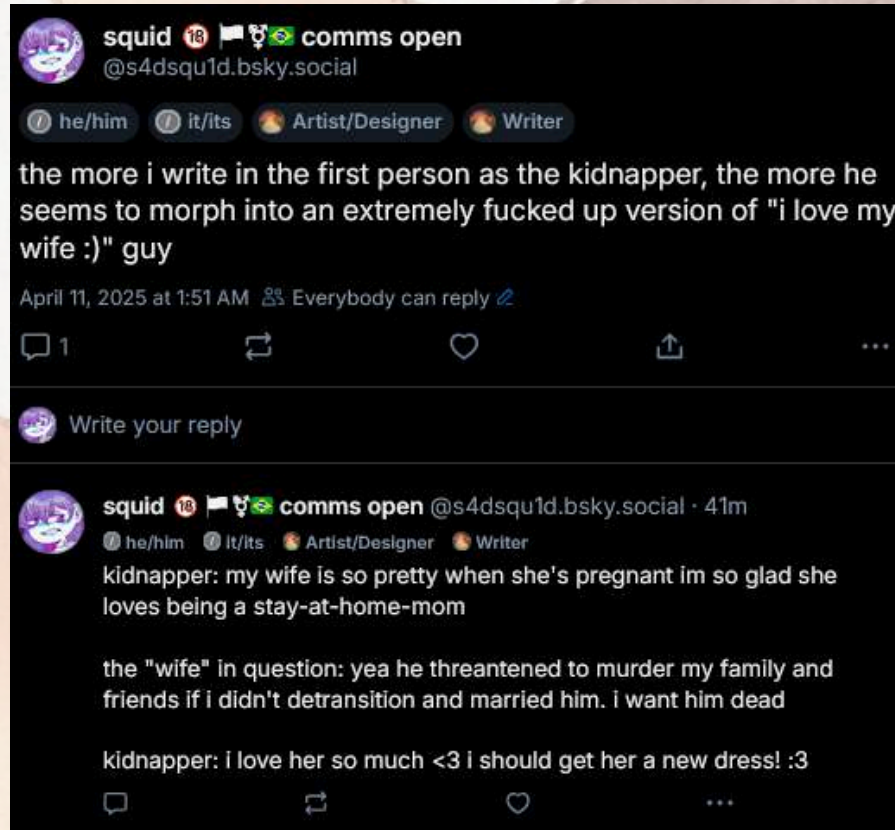 squid 🔞 🏳️⚧🇧🇷 comms open
@s4dsqu1d.bsky.social
he/him it/its Artist/Designer Writer
the more i write in the first person as the kidnapper, the more he
seems to morph into an extremely fucked up version of "i love my
wife :)" guy
April 11, 2025 at 1:51 AM Everybody can reply
1
Write your reply
squid 🔞 🏳️⚧🇧🇷 comms open @s4dsqu1d.bsky.social · 41m
he/him it/its Artist/Designer Writer
kidnapper: my wife is so pretty when she's pregnant im so glad she
loves being a stay-at-home-mom
the "wife" in question: yea he threantened to murder my family and
friends if i didn't detransition and married him. i want him dead
kidnapper: i love her so much <3 i should get her a new dress! :3